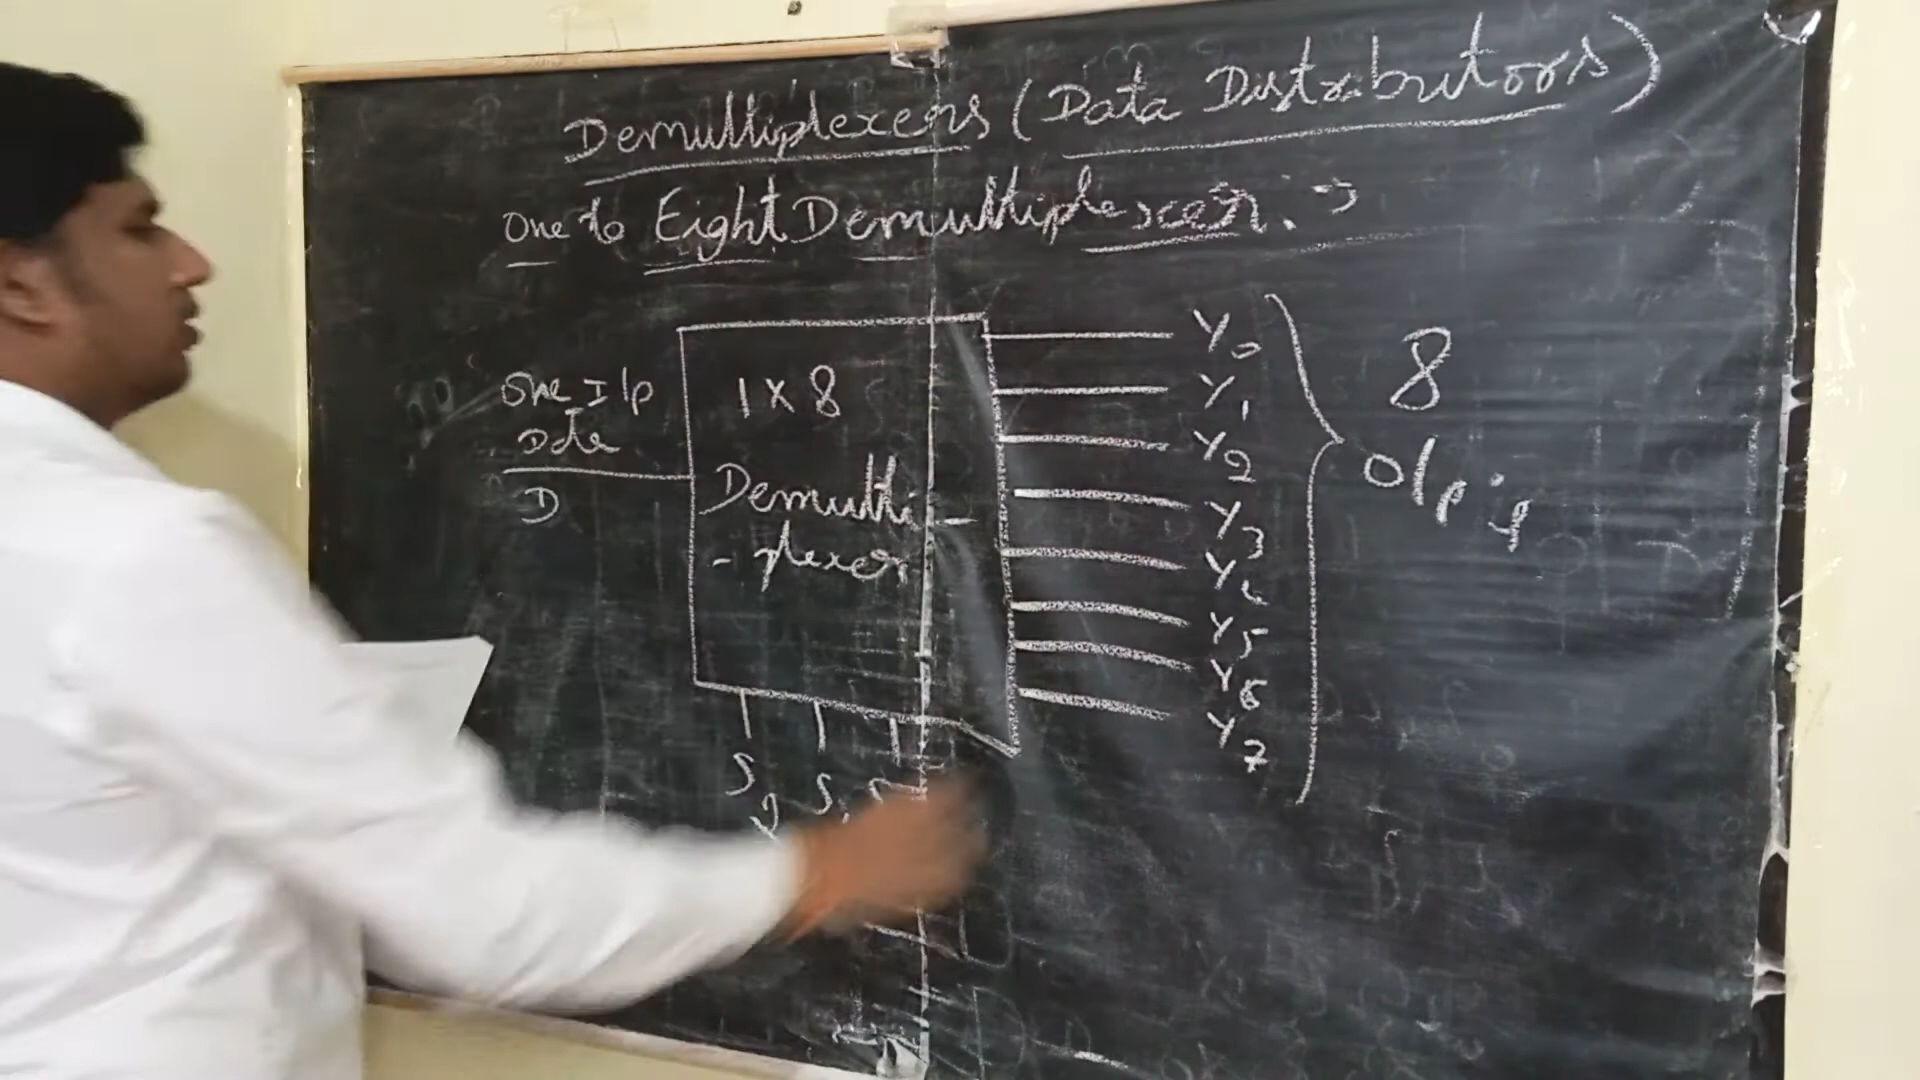 Demultiplexers (Data Distributors)
One to Eight Demultiplexer :->
One I/p
Data
D
1 x 8
Demulti-
- plexer
Y0
Y1
Y2
Y3
Y4
Y5
Y6
Y7
8
O/p's
S2 S1